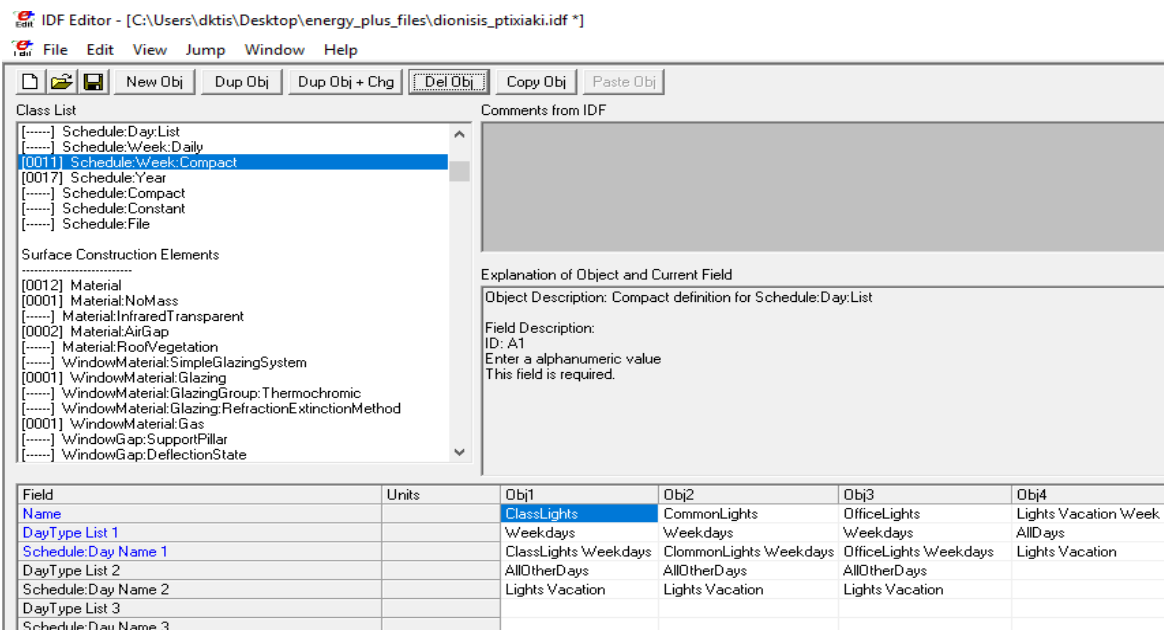 IDF Editor - [C:\Users\dktis\Desktop\energy_plus_files\dionisis_ptixiaki.idf *]
File Edit View Jump Window Help
New Obj Dup Obj Dup Obj + Chg Del Obj Copy Obj Paste Obj
Class List
[------] Schedule:Day:List
[------] Schedule:Week:Daily
[0011] Schedule:Week:Compact
[0017] Schedule:Year
[------] Schedule:Compact
[------] Schedule:Constant
[------] Schedule:File
Surface Construction Elements
--------------------------
[0012] Material
[0001] Material:NoMass
[------] Material:InfraredTransparent
[0002] Material:AirGap
[------] Material:RoofVegetation
[------] WindowMaterial:SimpleGlazingSystem
[0001] WindowMaterial:Glazing
[------] WindowMaterial:GlazingGroup:Thermochromic
[------] WindowMaterial:Glazing:RefractionExtinctionMethod
[0001] WindowMaterial:Gas
[------] WindowGap:SupportPillar
[------] WindowGap:DeflectionState
Comments from IDF
Explanation of Object and Current Field
Object Description: Compact definition for Schedule:Day:List
Field Description:
ID: A1
Enter a alphanumeric value
This field is required.
Field Units Obj1 Obj2 Obj3 Obj4
Name ClassLights CommonLights OfficeLights Lights Vacation Week
DayType List 1 Weekdays Weekdays Weekdays AllDays
Schedule:Day Name 1 ClassLights Weekdays ClommonLights Weekdays OfficeLights Weekdays Lights Vacation
DayType List 2 AllOtherDays AllOtherDays AllOtherDays
Schedule:Day Name 2 Lights Vacation Lights Vacation Lights Vacation
DayType List 3
Schedule:Day Name 3